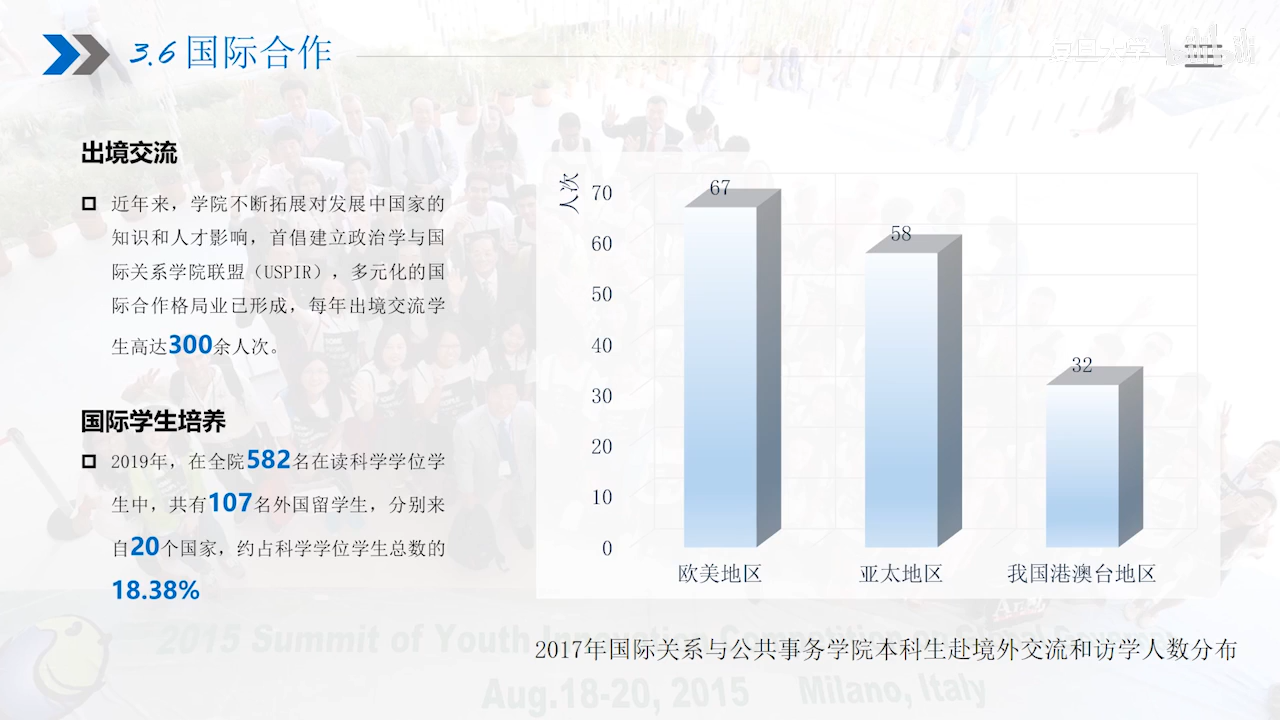 3.6 国际合作
复旦大学
出境交流
近年来，学院不断拓展对发展中国家的
知识和人才影响，首倡建立政治学与国
际关系学院联盟（USPIR），多元化的国
际合作格局业已形成，每年出境交流学
生高达300余人次。
国际学生培养
2019年，在全院582名在读科学学位学
生中，共有107名外国留学生，分别来
自20个国家，约占科学学位学生总数的
18.38%
人次
70
60
50
40
30
20
10
0
67
58
32
欧美地区
亚太地区
我国港澳台地区
2017年国际关系与公共事务学院本科生赴境外交流和访学人数分布
2015 Summit of Youth
Aug.18-20, 2015 Milano, Italy